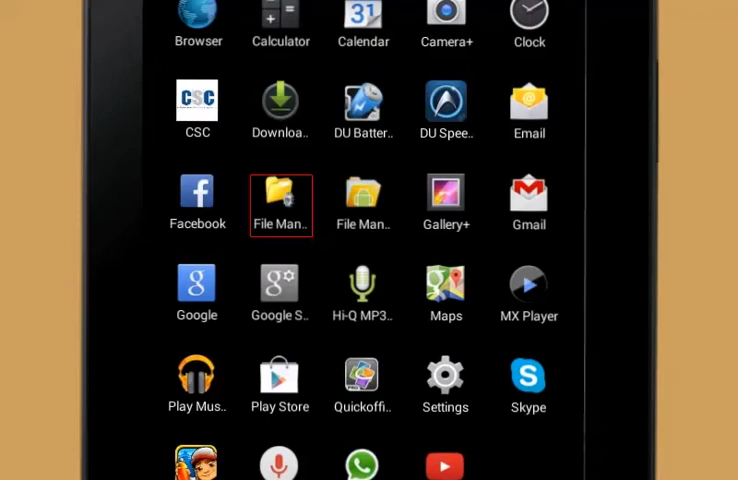 31
Browser Calculator Calendar Camera+ Clock
CSC
CSC Downloa.. DU Batter.. DU Spee.. Email
Facebook File Man.. File Man.. Gallery+ Gmail
Google Google S.. Hi-Q MP3.. Maps MX Player
Play Mus.. Play Store Quickoffi.. Settings Skype